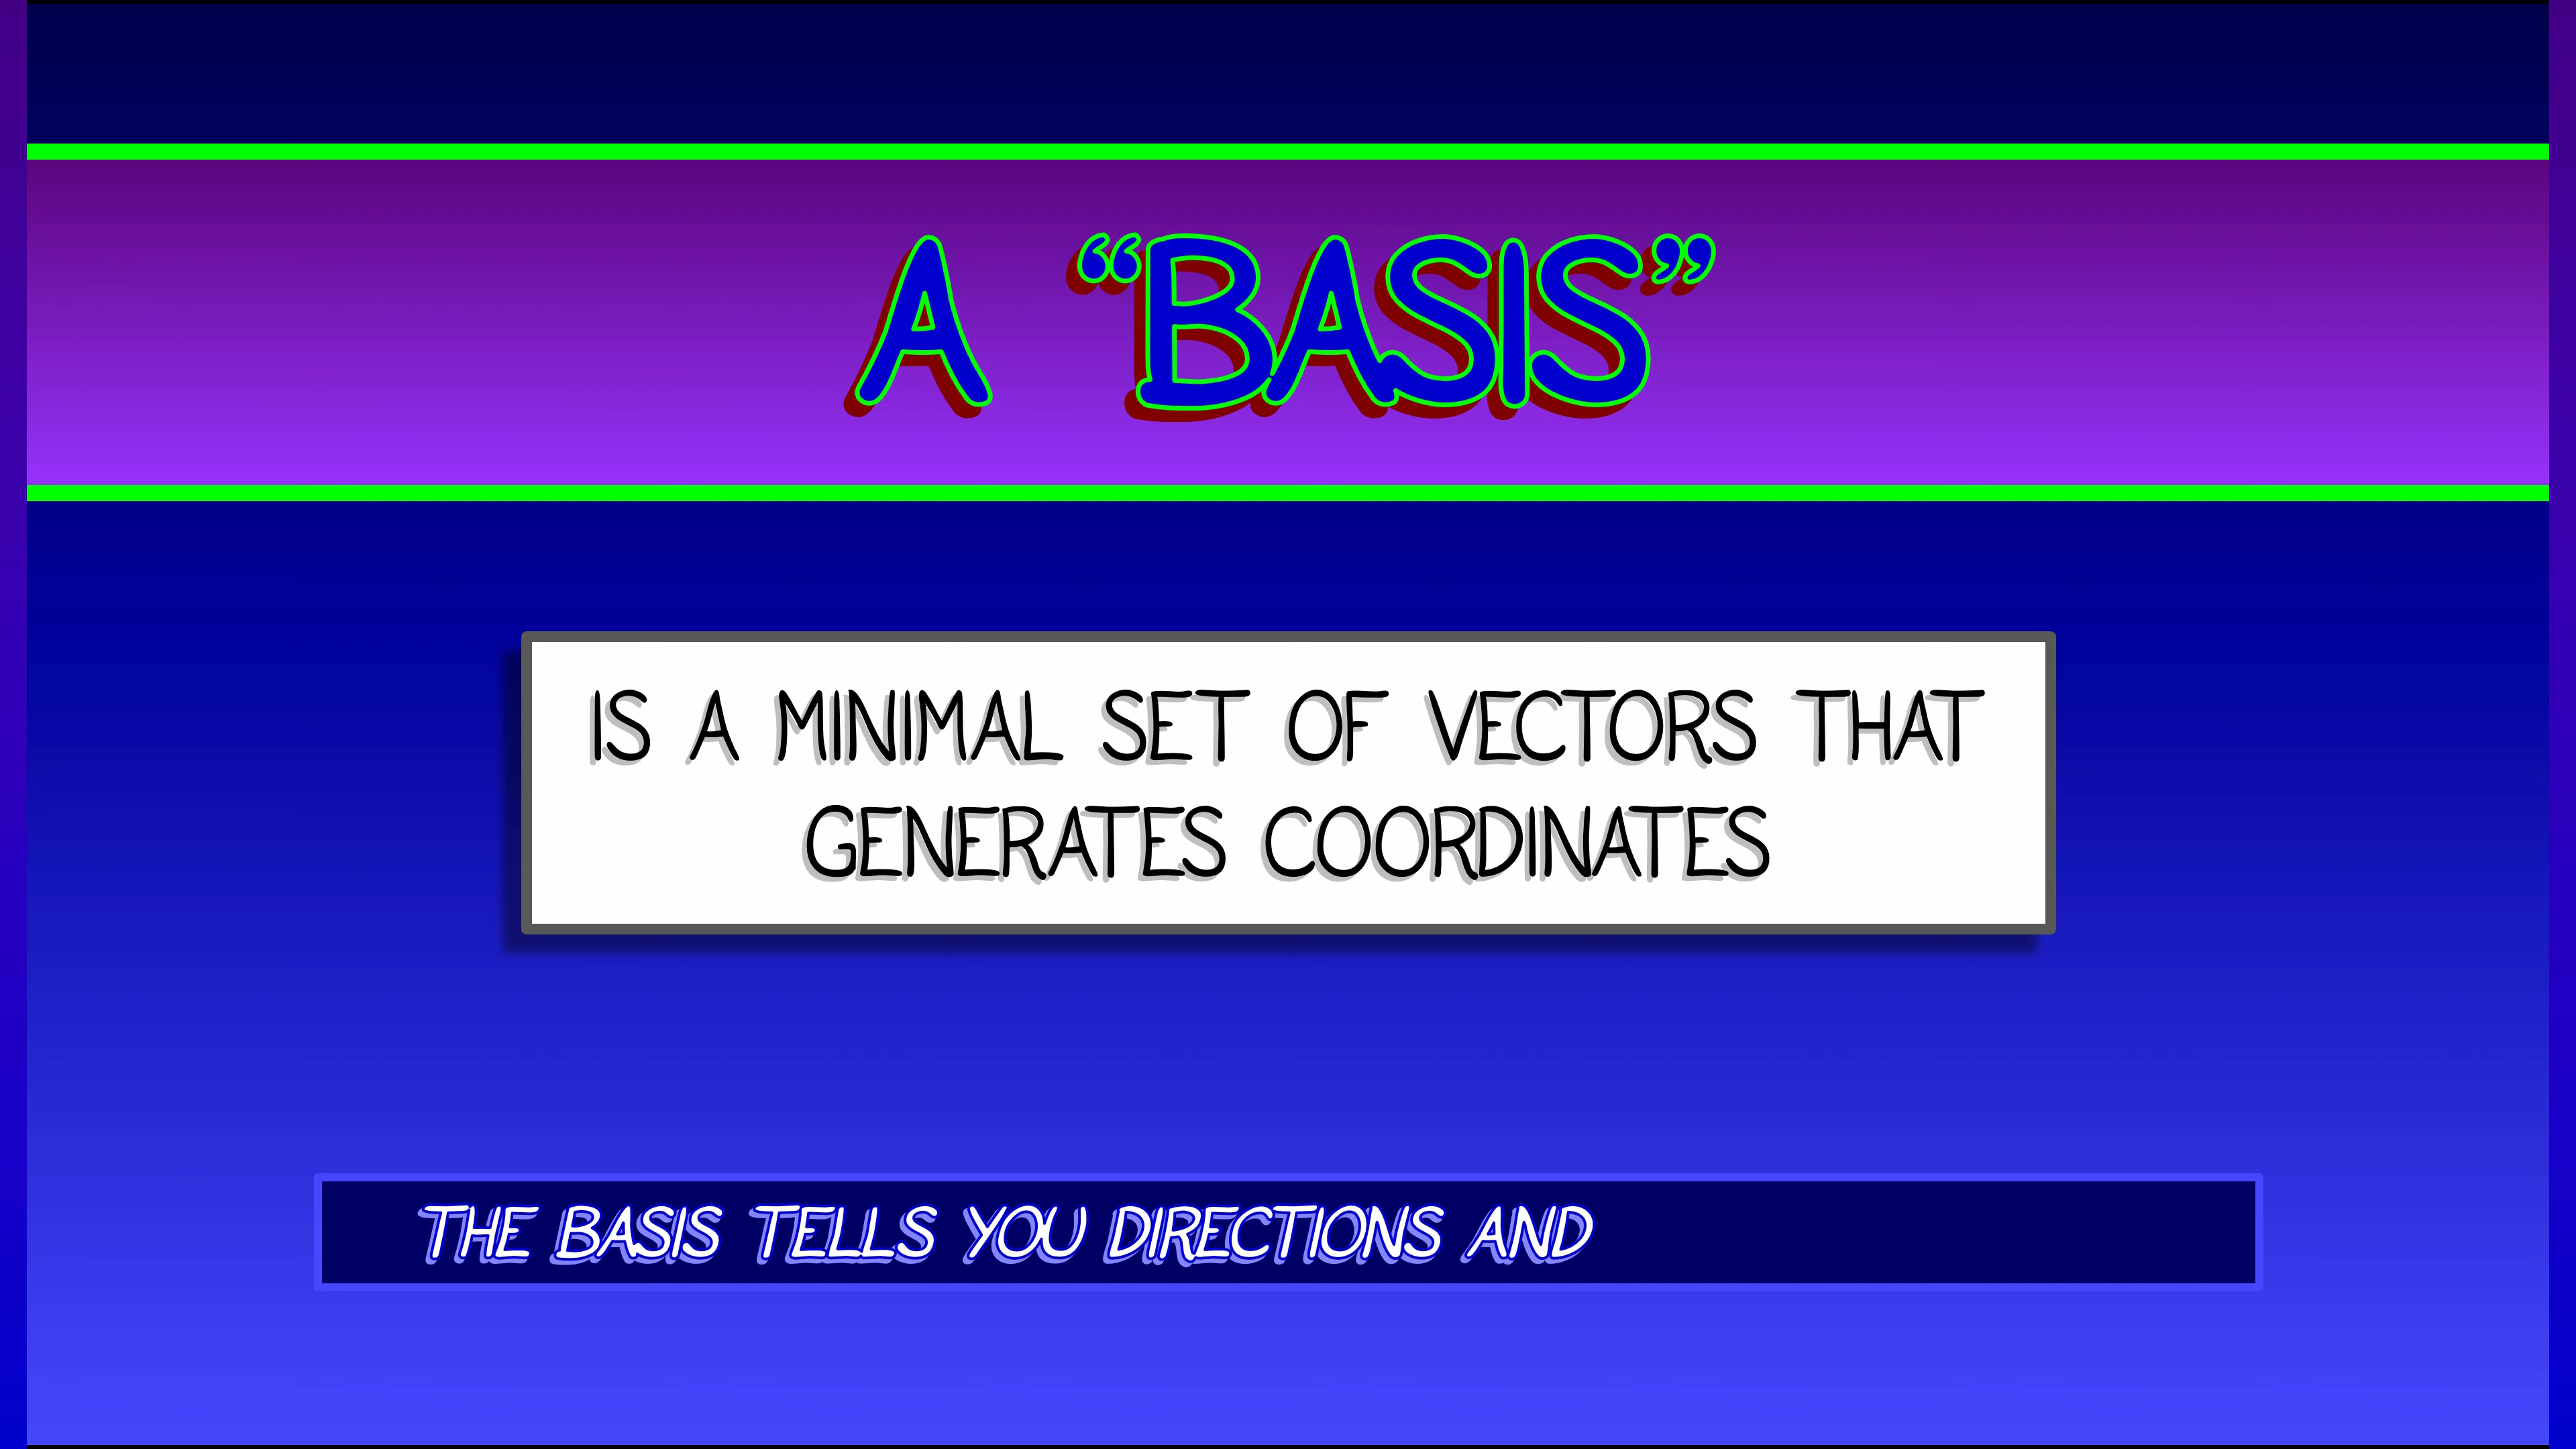 A “BASIS”
IS A MINIMAL SET OF VECTORS THAT
GENERATES COORDINATES
THE BASIS TELLS YOU DIRECTIONS AND